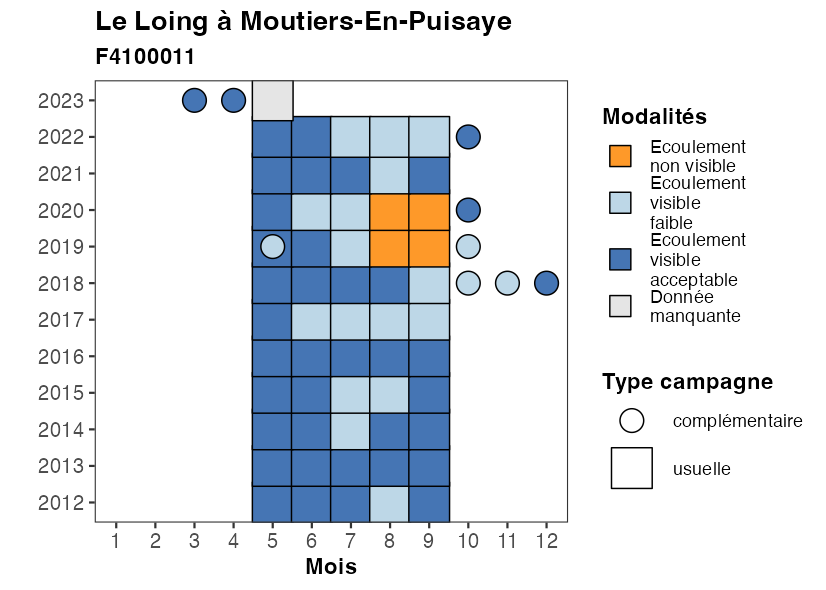 Le Loing à Moutiers-En-Puisaye
F4100011
2023
2022
2021
2020
2019
2018
2017
2016
2015
2014
2013
2012
1 2 3 4 5 6 7 8 9 10 11 12
Mois
Modalités
Ecoulement
non visible
Ecoulement
visible
faible
Ecoulement
visible
acceptable
Donnée
manquante
Type campagne
complémentaire
usuelle